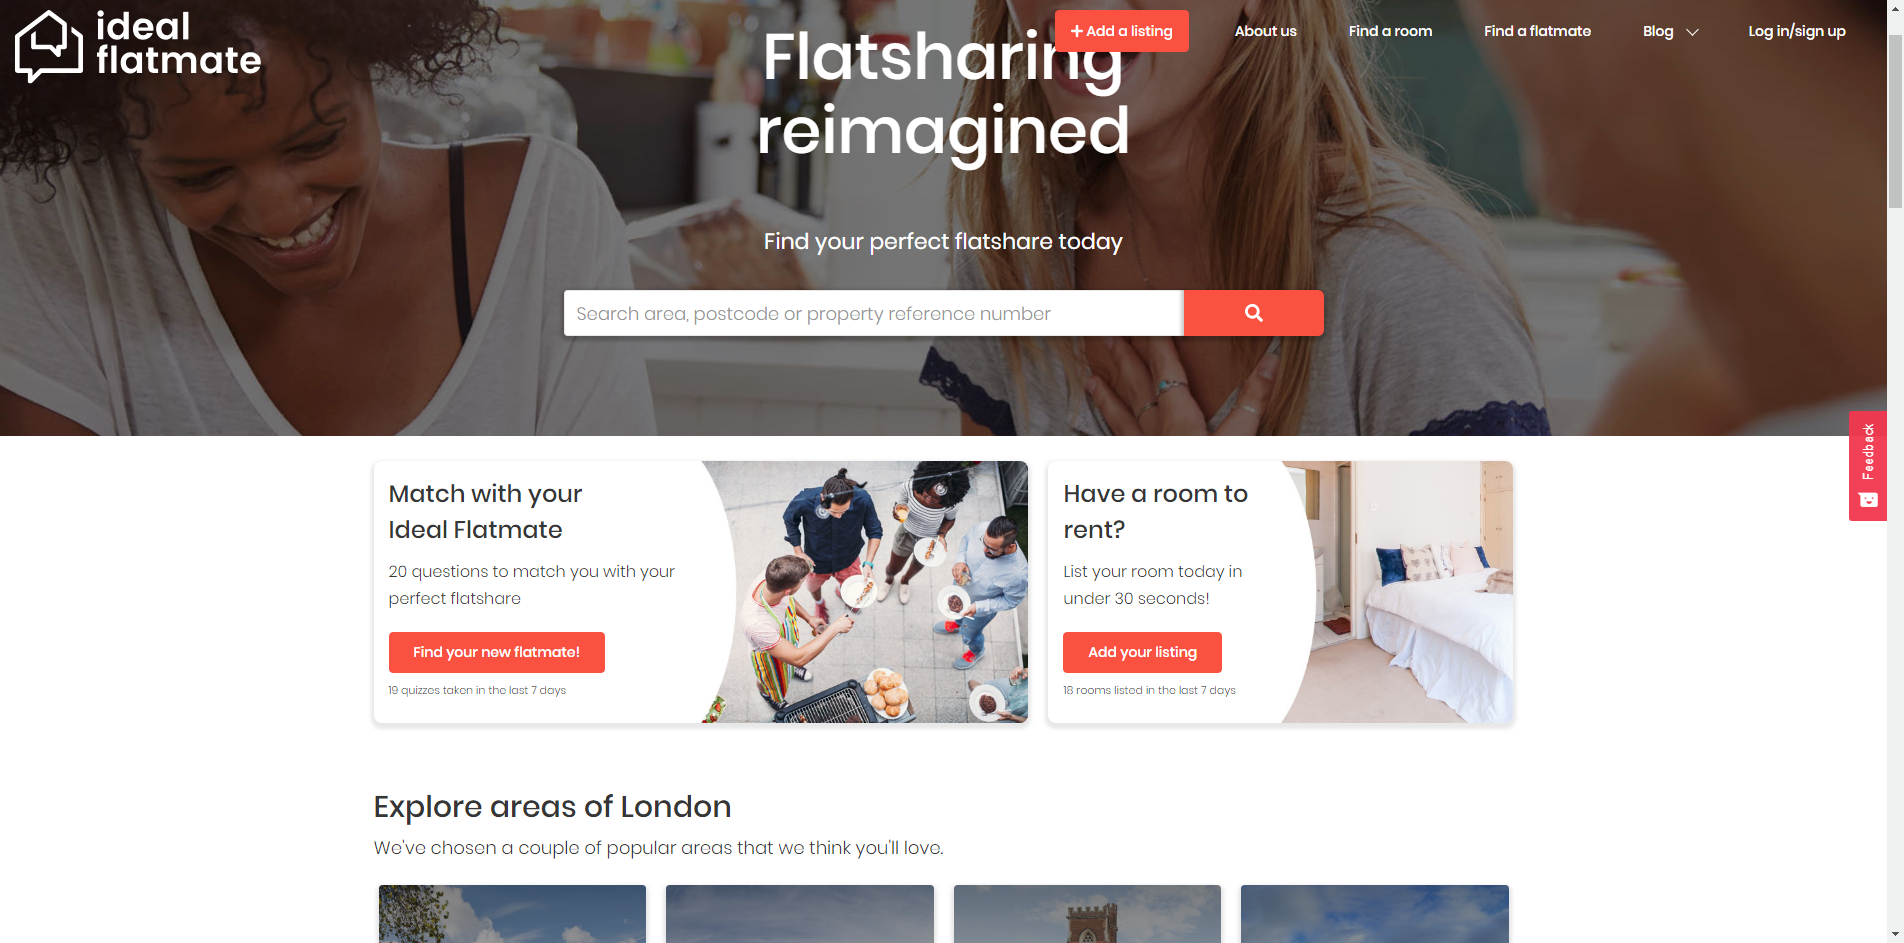 ideal
flatmate
+ Add a listing
About us
Find a room
Find a flatmate
Blog
Log in/sign up
Flatsharing
reimagined
Find your perfect flatshare today
Search area, postcode or property reference number
Feedback
Match with your
Ideal Flatmate
20 questions to match you with your
perfect flatshare
Find your new flatmate!
19 quizzes taken in the last 7 days
Have a room to
rent?
List your room today in
under 30 seconds!
Add your listing
18 rooms listed in the last 7 days
Explore areas of London
We've chosen a couple of popular areas that we think you'll love.